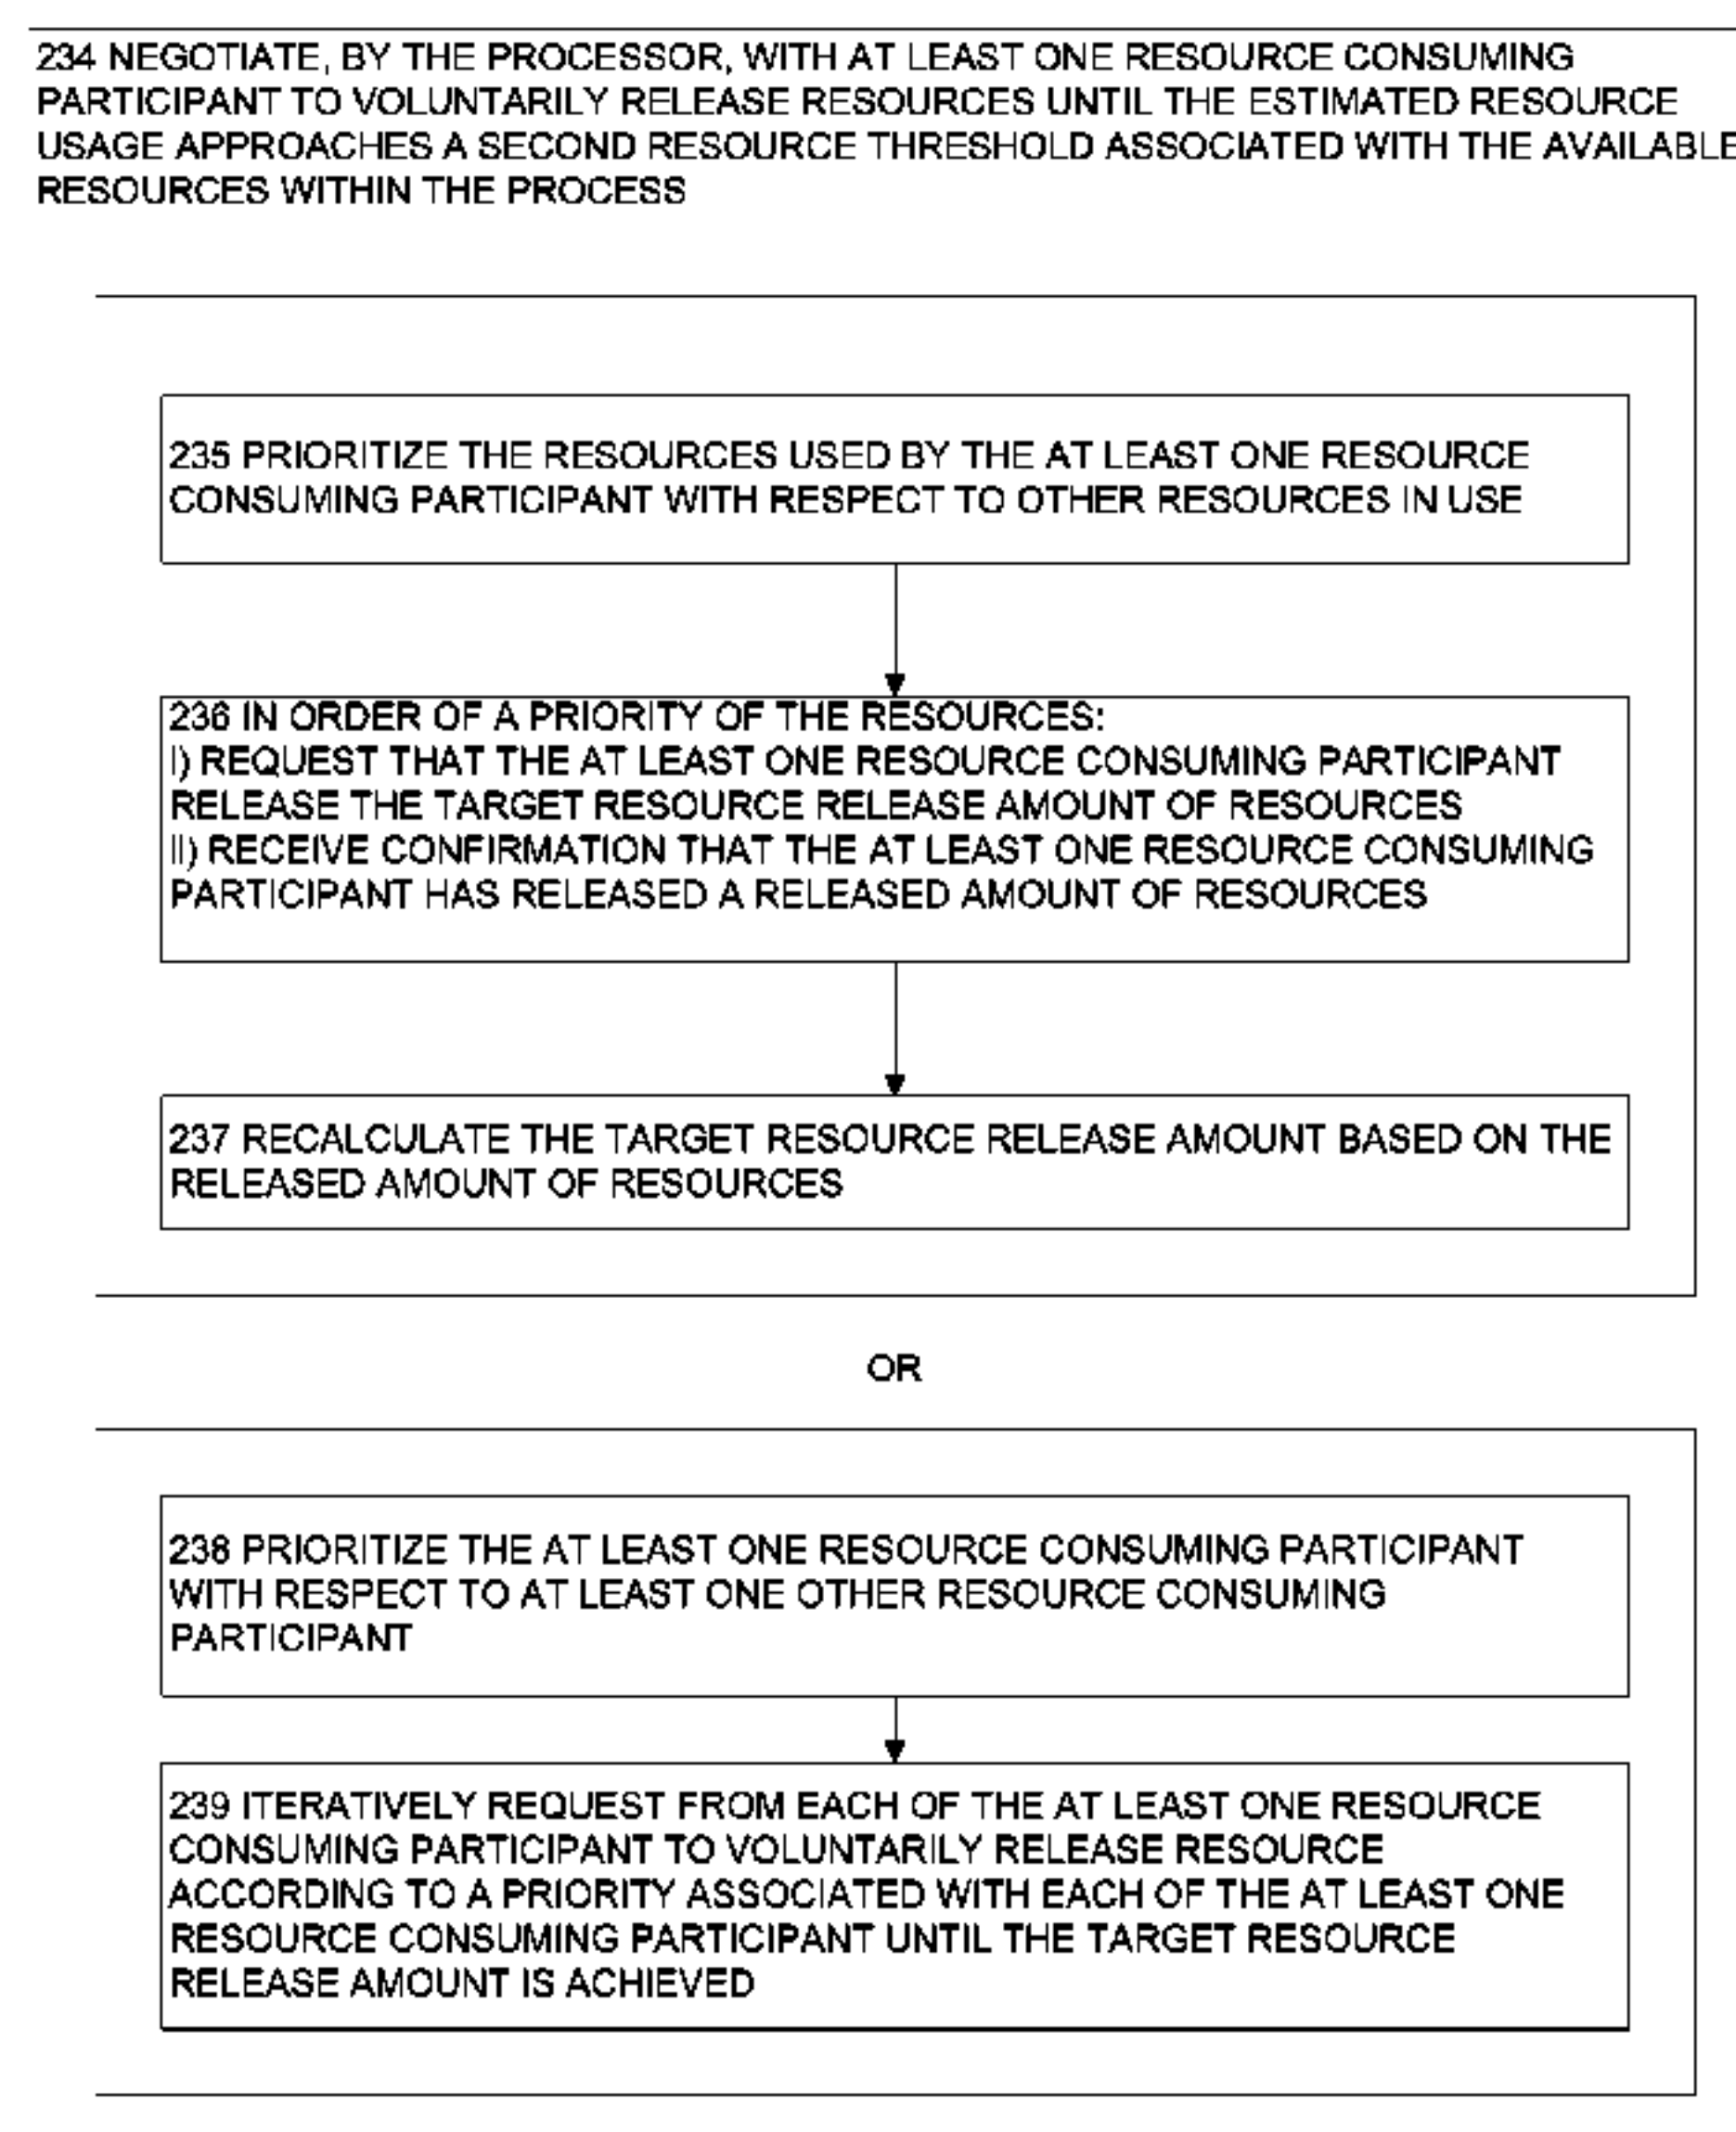 234 NEGOTIATE, BY THE PROCESSOR, WITH AT LEAST ONE RESOURCE CONSUMING
PARTICIPANT TO VOLUNTARILY RELEASE RESOURCES UNTIL THE ESTIMATED RESOURCE
USAGE APPROACHES A SECOND RESOURCE THRESHOLD ASSOCIATED WITH THE AVAILABLE
RESOURCES WITHIN THE PROCESS
235 PRIORITIZE THE RESOURCES USED BY THE AT LEAST ONE RESOURCE
CONSUMING PARTICIPANT WITH RESPECT TO OTHER RESOURCES IN USE
236 IN ORDER OF A PRIORITY OF THE RESOURCES:
I) REQUEST THAT THE AT LEAST ONE RESOURCE CONSUMING PARTICIPANT
RELEASE THE TARGET RESOURCE RELEASE AMOUNT OF RESOURCES
II) RECEIVE CONFIRMATION THAT THE AT LEAST ONE RESOURCE CONSUMING
PARTICIPANT HAS RELEASED A RELEASED AMOUNT OF RESOURCES
237 RECALCULATE THE TARGET RESOURCE RELEASE AMOUNT BASED ON THE
RELEASED AMOUNT OF RESOURCES
OR
238 PRIORITIZE THE AT LEAST ONE RESOURCE CONSUMING PARTICIPANT
WITH RESPECT TO AT LEAST ONE OTHER RESOURCE CONSUMING
PARTICIPANT
239 ITERATIVELY REQUEST FROM EACH OF THE AT LEAST ONE RESOURCE
CONSUMING PARTICIPANT TO VOLUNTARILY RELEASE RESOURCE
ACCORDING TO A PRIORITY ASSOCIATED WITH EACH OF THE AT LEAST ONE
RESOURCE CONSUMING PARTICIPANT UNTIL THE TARGET RESOURCE
RELEASE AMOUNT IS ACHIEVED